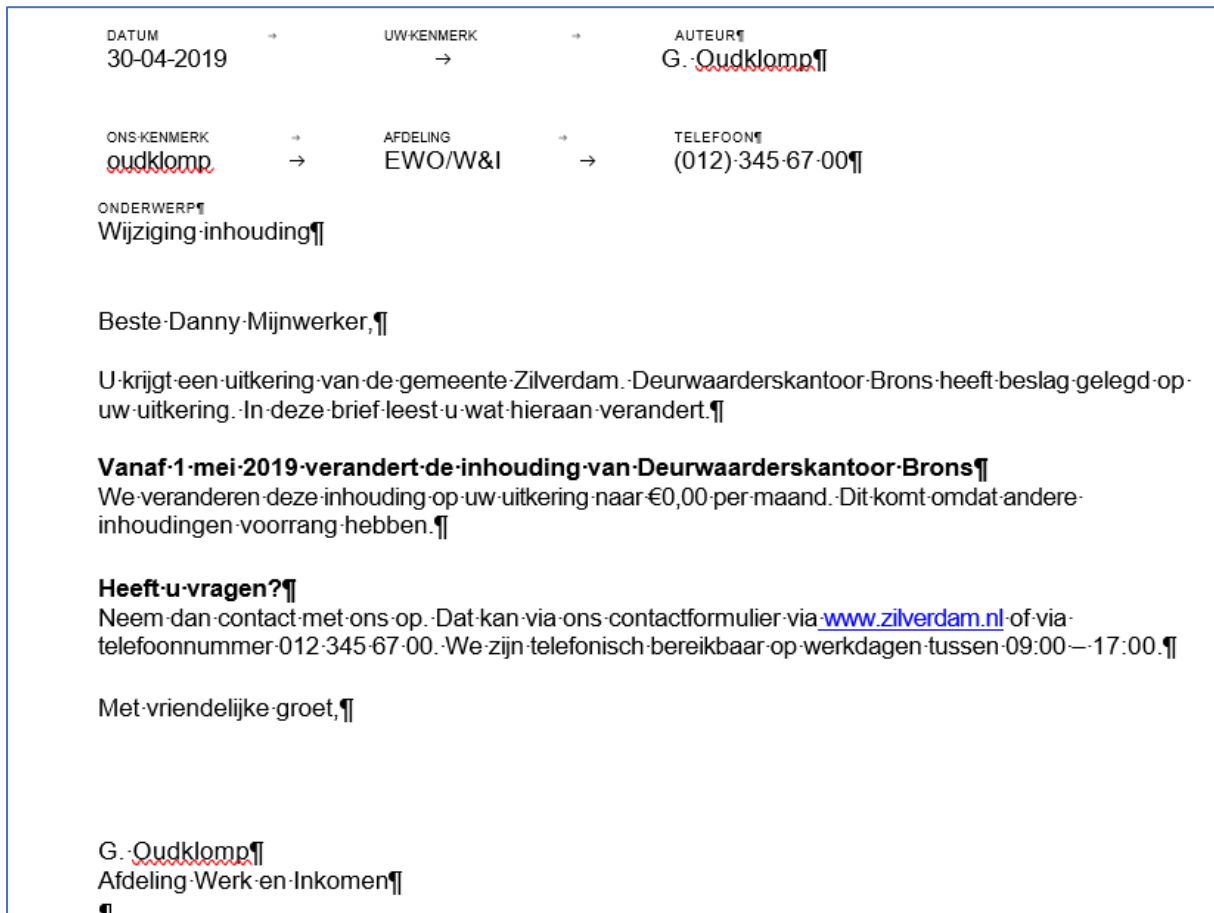 DATUM → UW KENMERK → AUTEUR¶
30-04-2019 → G. Oudklomp¶
ONS KENMERK → AFDELING → TELEFOON¶
oudklomp → EWO/W&I → (012) 345 67 00¶
ONDERWERP¶
Wijziging inhouding¶
Beste Danny Mijnwerker,¶
U krijgt een uitkering van de gemeente Zilverdam. Deurwaarderskantoor Brons heeft beslag gelegd op
uw uitkering. In deze brief leest u wat hieraan verandert.¶
Vanaf 1 mei 2019 verandert de inhouding van Deurwaarderskantoor Brons¶
We veranderen deze inhouding op uw uitkering naar €0,00 per maand. Dit komt omdat andere
inhoudingen voorrang hebben.¶
Heeft u vragen?¶
Neem dan contact met ons op. Dat kan via ons contactformulier via www.zilverdam.nl of via
telefoonnummer 012 345 67 00. We zijn telefonisch bereikbaar op werkdagen tussen 09:00 – 17:00.¶
Met vriendelijke groet,¶
G. Oudklomp¶
Afdeling Werk en Inkomen¶
¶